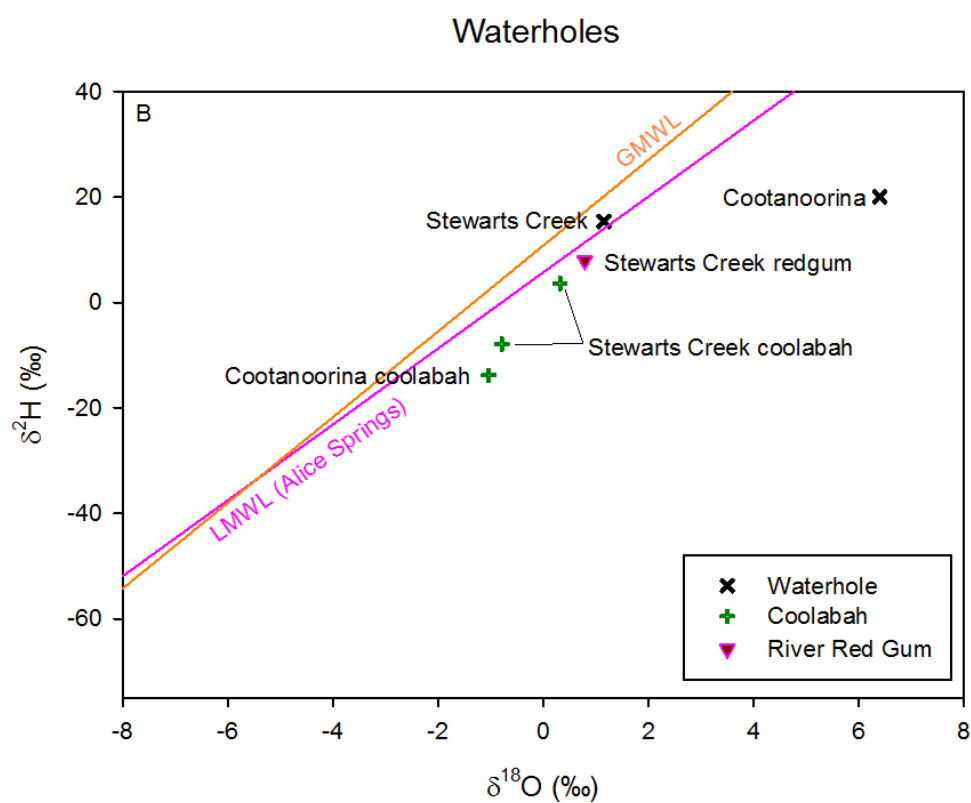 Waterholes
B
40
20
0
-20
-40
-60
δ²H (‰)
GMWL
Stewarts Creek
Cootanoorina
Stewarts Creek redgum
Stewarts Creek coolabah
Cootanoorina coolabah
LMWL (Alice Springs)
Waterhole
Coolabah
River Red Gum
-8 -6 -4 -2 0 2 4 6 8
δ¹⁸O (‰)